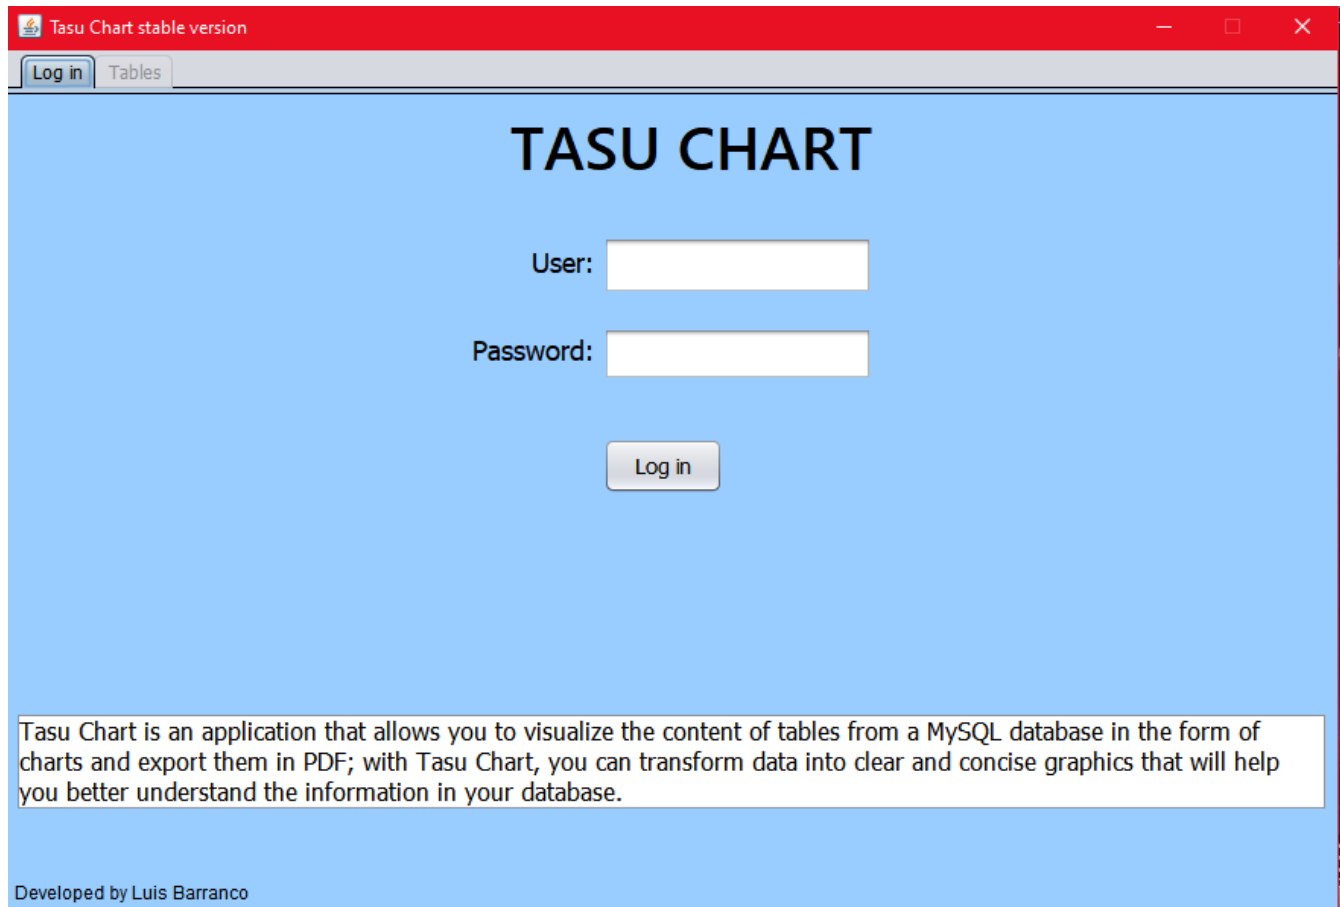 Tasu Chart stable version
Log in Tables
TASU CHART
User:
Password:
Log in
Tasu Chart is an application that allows you to visualize the content of tables from a MySQL database in the form of
charts and export them in PDF; with Tasu Chart, you can transform data into clear and concise graphics that will help
you better understand the information in your database.
Developed by Luis Barranco